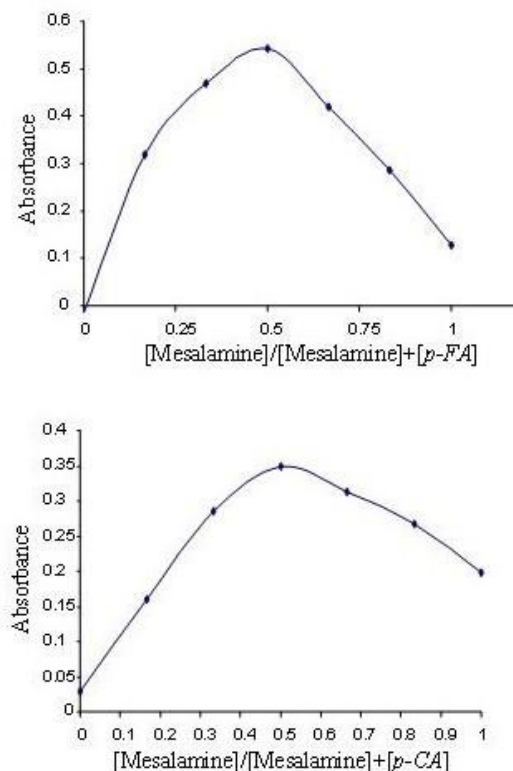 0.6
0.5
0.4
0.3
0.2
0.1
0
Absorbance
0 0.25 0.5 0.75 1
[Mesalamine]/[Mesalamine]+[p-FA]
0.4
0.35
0.3
0.25
0.2
0.15
0.1
0.05
0
Absorbance
0 0.1 0.2 0.3 0.4 0.5 0.6 0.7 0.8 0.9 1
[Mesalamine]/[Mesalamine]+[p-CA]